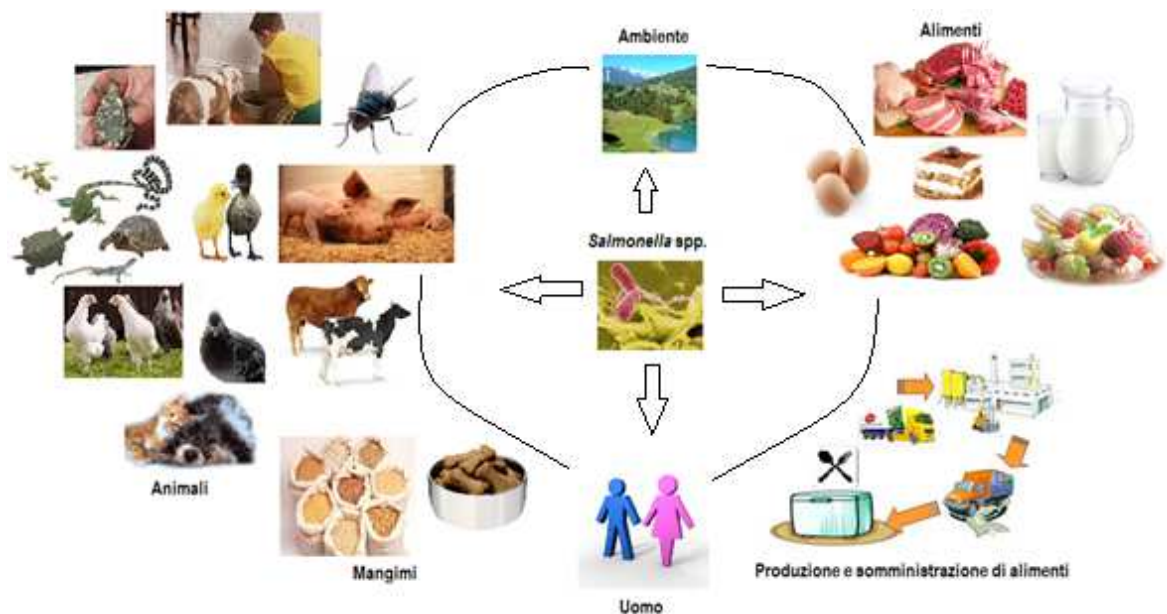 Ambiente
Alimenti
Salmonella spp.
Animali
Mangimi
Produzione e somministrazione di alimenti
Uomo